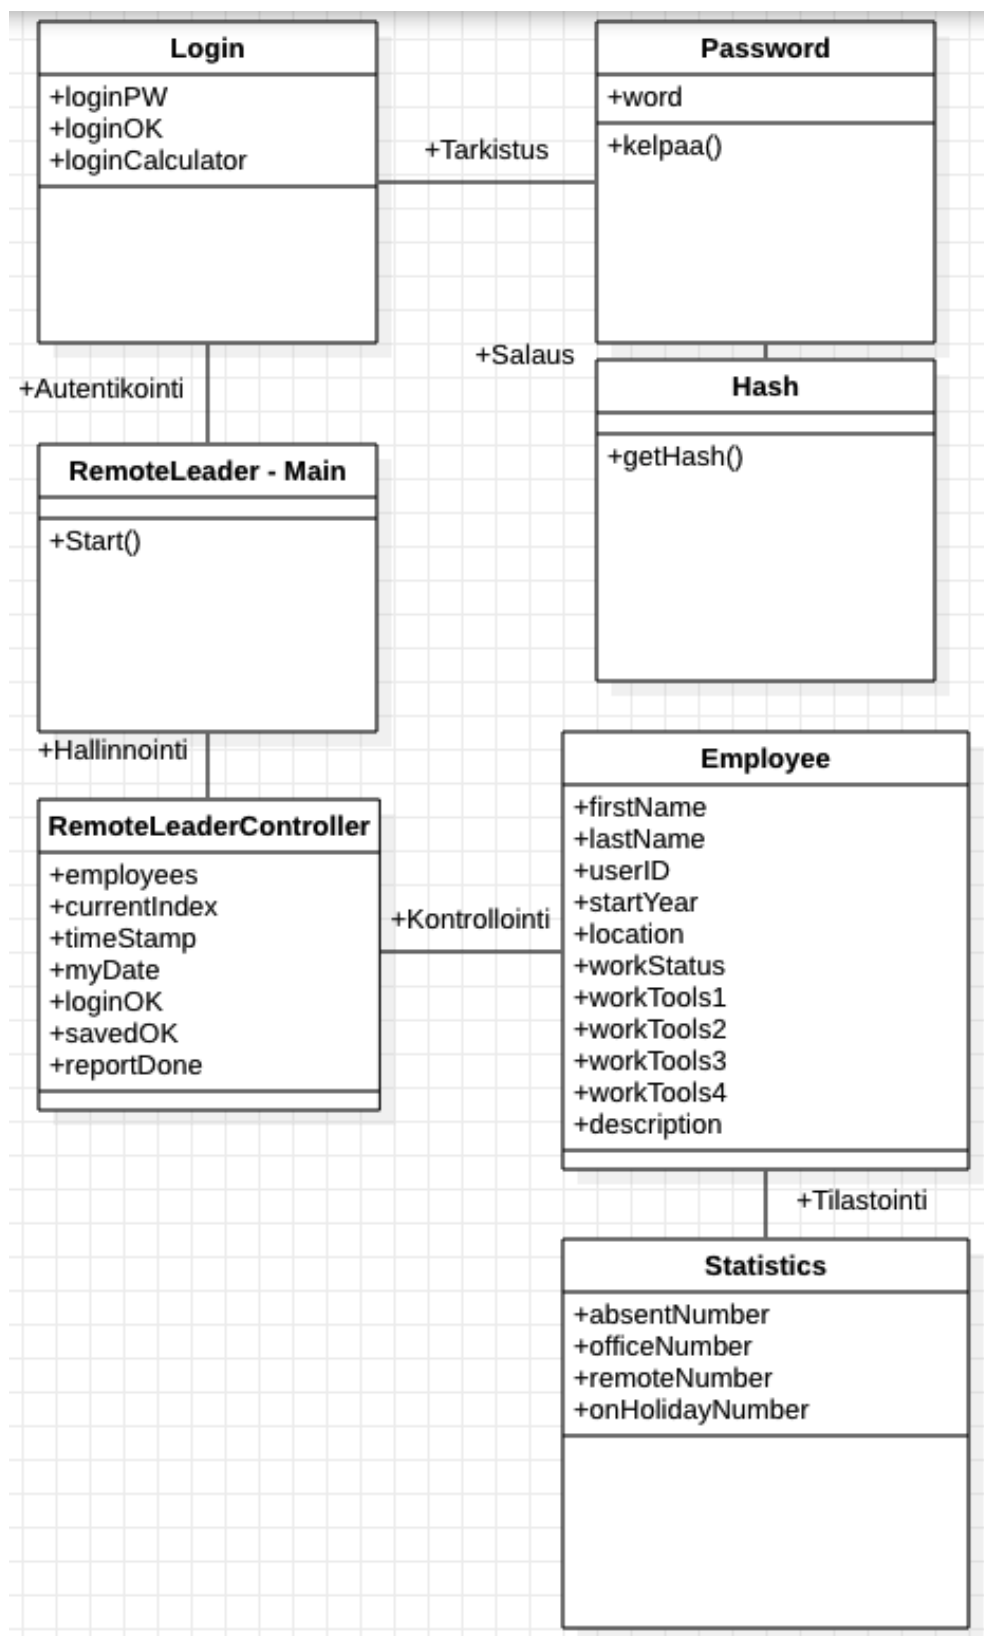 Login
+loginPW
+loginOK
+loginCalculator
+Tarkistus
Password
+word
+kelpaa()
+Salaus
Hash
+getHash()
+Autentikointi
RemoteLeader - Main
+Start()
+Hallinnointi
RemoteLeaderController
+employees
+currentIndex
+timeStamp
+myDate
+loginOK
+savedOK
+reportDone
+Kontrollointi
Employee
+firstName
+lastName
+userID
+startYear
+location
+workStatus
+workTools1
+workTools2
+workTools3
+workTools4
+description
+Tilastointi
Statistics
+absentNumber
+officeNumber
+remoteNumber
+onHolidayNumber